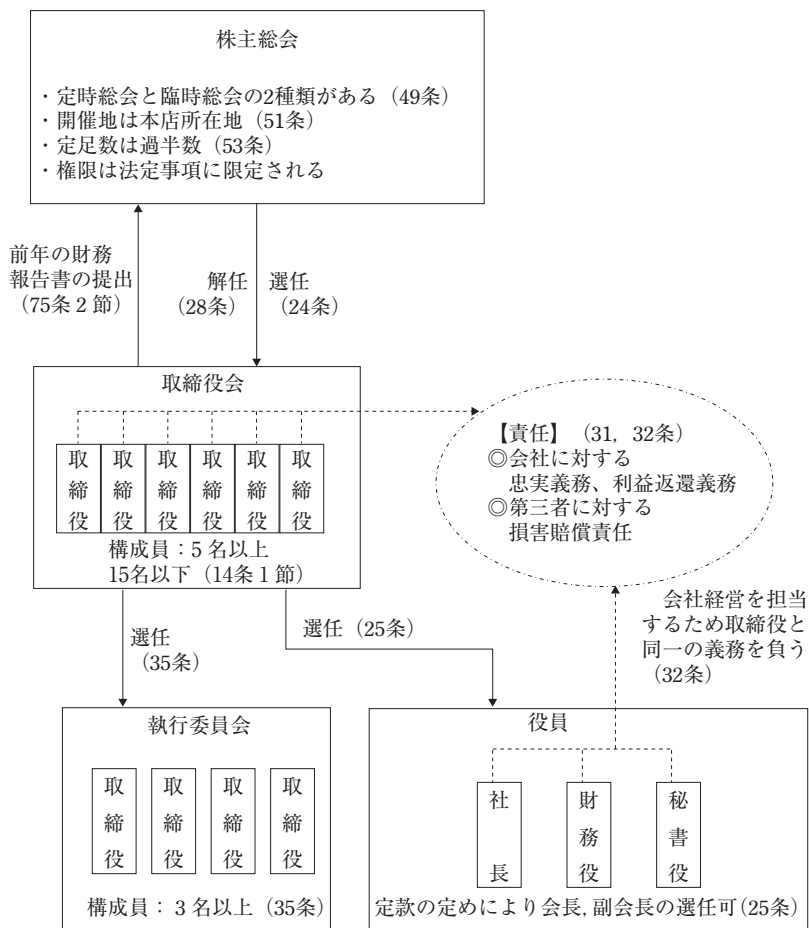 株主総会
・定時総会と臨時総会の2種類がある（49条）
・開催地は本店所在地（51条）
・定足数は過半数（53条）
・権限は法定事項に限定される
前年の財務
報告書の提出
（75条２節）
解任
（28条）
選任
（24条）
取締役会
取締役
取締役
取締役
取締役
取締役
取締役
構成員：５名以上
15名以下（14条１節）
【責任】（31，32条）
◎会社に対する
忠実義務、利益返還義務
◎第三者に対する
損害賠償責任
選任
（35条）
選任（25条）
会社経営を担当
するため取締役と
同一の義務を負う
（32条）
執行委員会
取締役
取締役
取締役
取締役
構成員：３名以上（35条）
役員
社長
財務役
秘書役
定款の定めにより会長，副会長の選任可（25条）